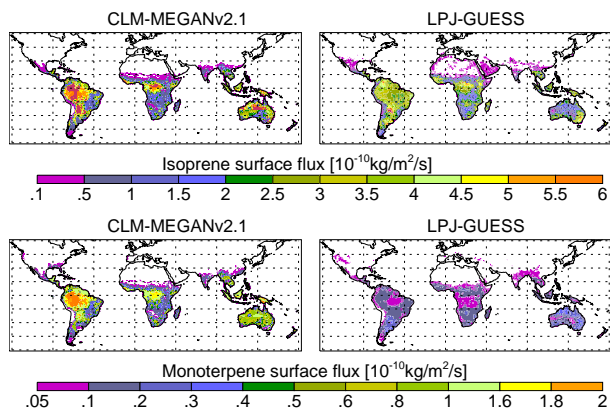 CLM-MEGANv2.1 LPJ-GUESS
Isoprene surface flux [10⁻¹⁰kg/m²/s]
.1 .5 1 1.5 2 2.5 3 3.5 4 4.5 5 5.5 6
CLM-MEGANv2.1 LPJ-GUESS
Monoterpene surface flux [10⁻¹⁰kg/m²/s]
.05 .1 .2 .3 .4 .5 .6 .8 1 1.6 1.8 2